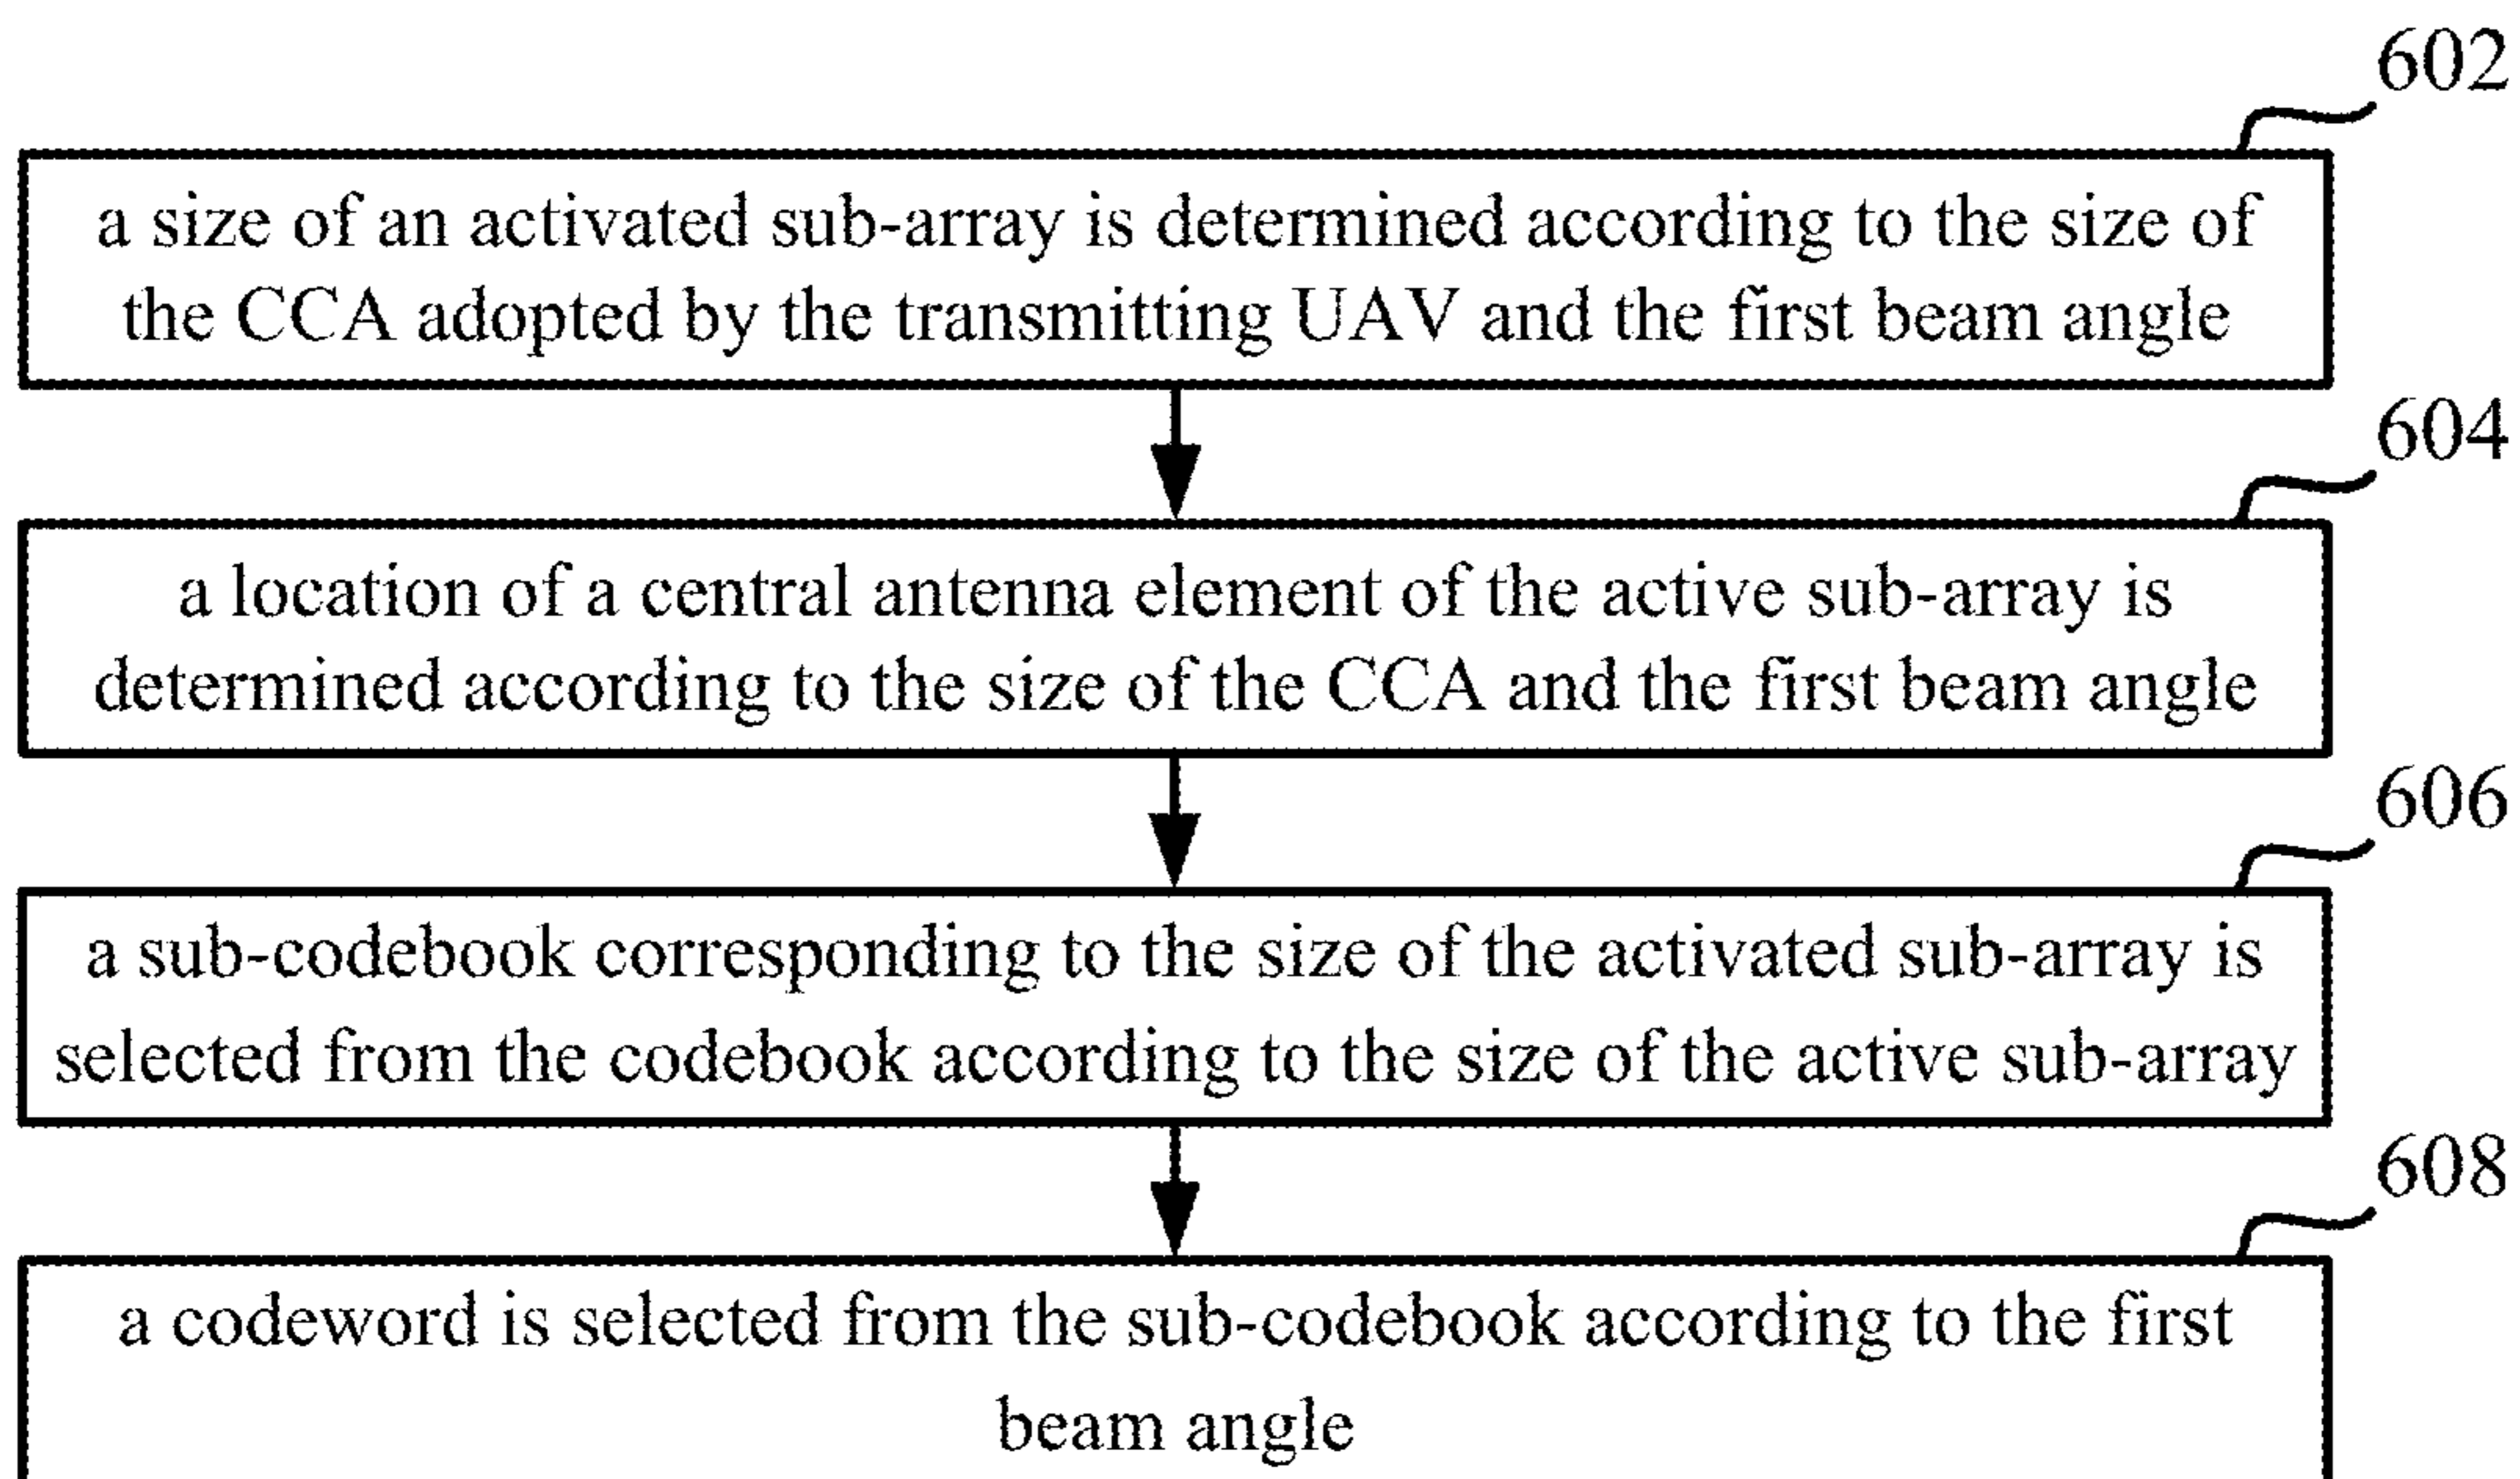 602
a size of an activated sub-array is determined according to the size of
the CCA adopted by the transmitting UAV and the first beam angle
604
a location of a central antenna element of the active sub-array is
determined according to the size of the CCA and the first beam angle
606
a sub-codebook corresponding to the size of the activated sub-array is
selected from the codebook according to the size of the active sub-array
608
a codeword is selected from the sub-codebook according to the first
beam angle